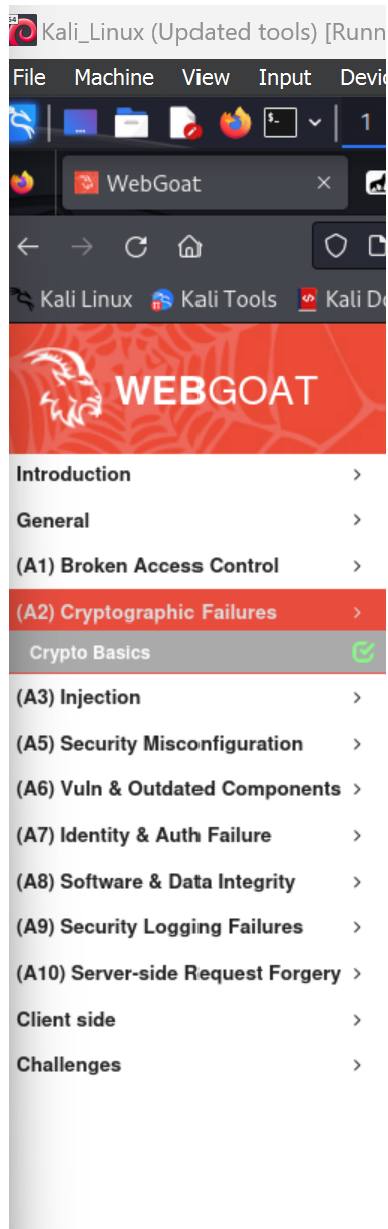 Kali_Linux (Updated tools) [Runn
File Machine View Input Devic
1
WebGoat
Kali Linux Kali Tools Kali Do
WEBGOAT
Introduction
General
(A1) Broken Access Control
(A2) Cryptographic Failures
Crypto Basics
(A3) Injection
(A5) Security Misconfiguration
(A6) Vuln & Outdated Components
(A7) Identity & Auth Failure
(A8) Software & Data Integrity
(A9) Security Logging Failures
(A10) Server-side Request Forgery
Client side
Challenges